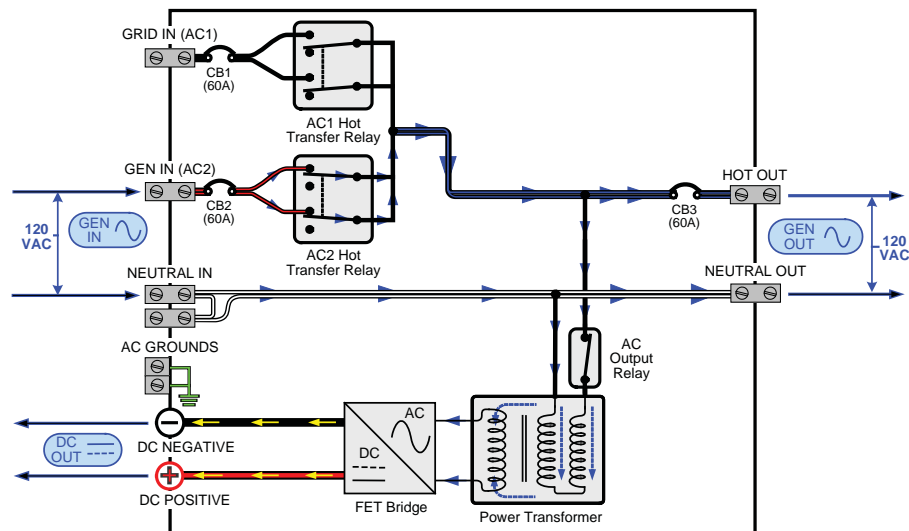 GRID IN (AC1)
CB1
(60A)
AC1 Hot
Transfer Relay
GEN IN (AC2)
CB2
(60A)
AC2 Hot
Transfer Relay
HOT OUT
CB3
(60A)
120
VAC
GEN
IN
GEN
OUT
120
VAC
NEUTRAL IN
NEUTRAL OUT
AC GROUNDS
AC
Output
Relay
DC
OUT
DC NEGATIVE
DC POSITIVE
AC
DC
FET Bridge
Power Transformer